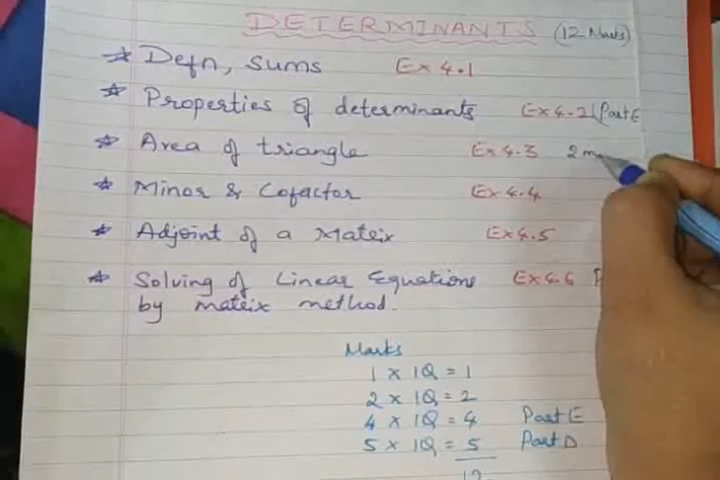 DETERMINANTS (12 Marks)
* Defn, sums Ex 4.1
* Properties of determinants Ex 4.2 (Part E
* Area of triangle Ex 4.3 2 m
* Minor & Cofactor Ex 4.4
* Adjoint of a Matrix Ex 4.5
* Solving of Linear Equations Ex 4.6 P
by matrix method.
Marks
1 x 1Q = 1
2 x 1Q = 2
4 x 1Q = 4 Part E
5 x 1Q = 5 Part D
12